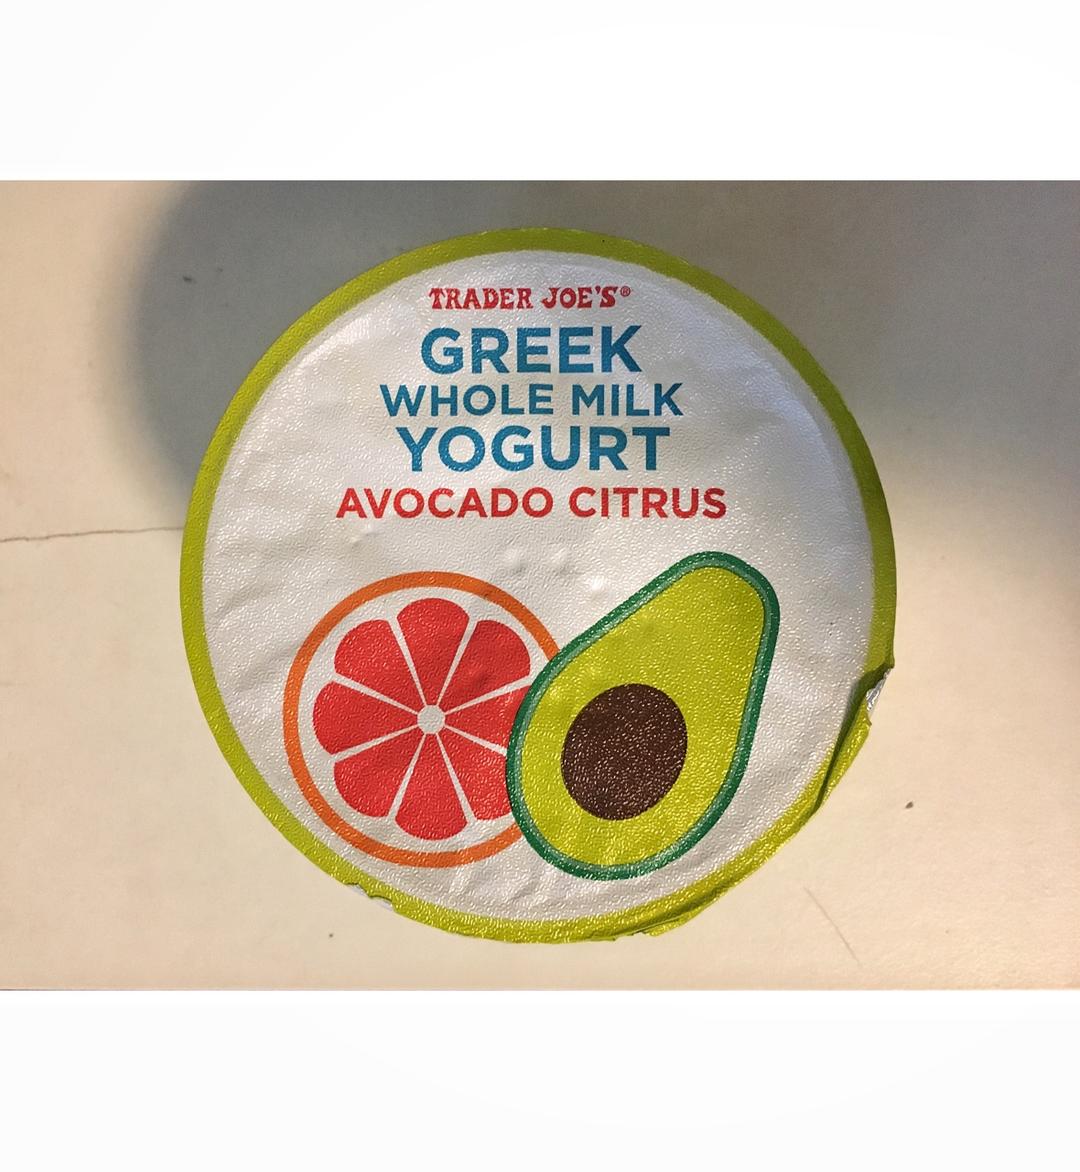 TRADER JOE'S®
GREEK
WHOLE MILK
YOGURT
AVOCADO CITRUS